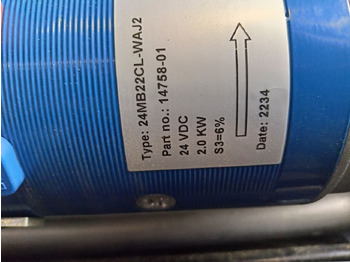 Type: 24MB22CL-WAJ2
Part no.: 14758-01
24 VDC
2.0 KW
S3=6%
Date: 2234